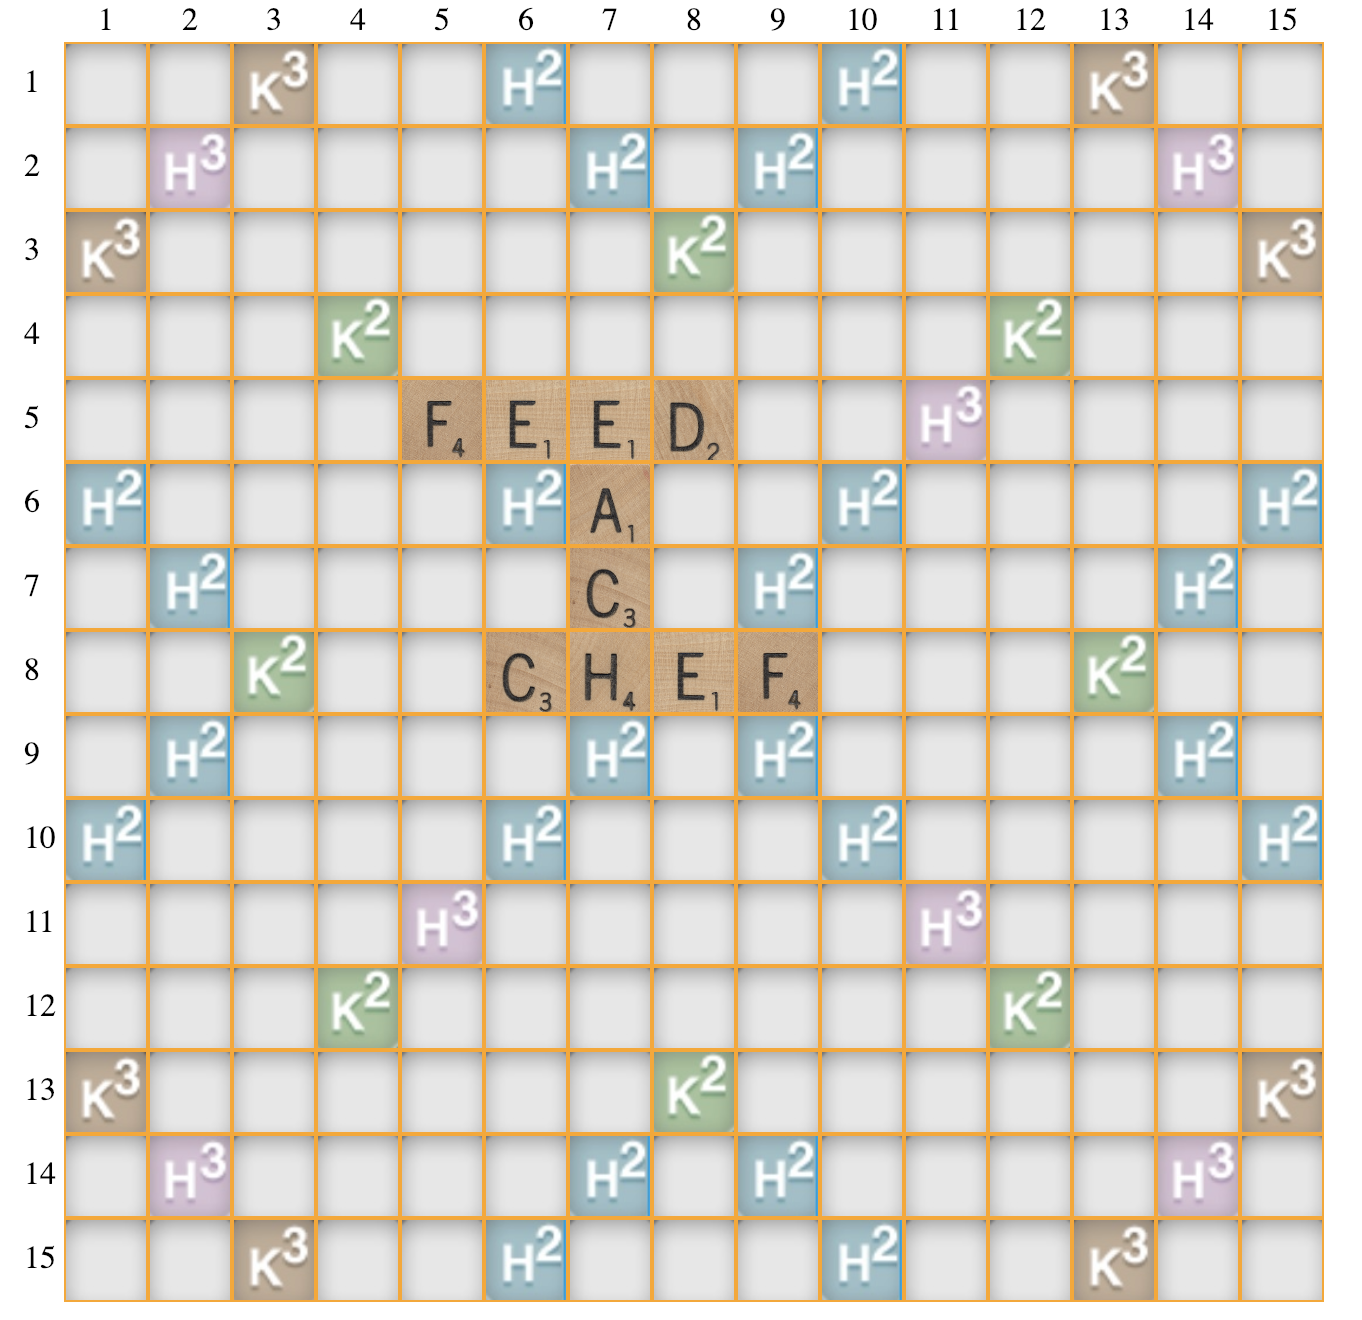 1 2 3 4 5 6 7 8 9 10 11 12 13 14 15
1 K3 H2 H2 K3
2 H3 H2 H2 H3
3 K3 K2 K3
4 K2 K2
5 F4 E1 E1 D2 H3
6 H2 H2 A1 H2 H2
7 H2 C3 H2 H2
8 K2 C3 H4 E1 F4 K2
9 H2 H2 H2 H2
10 H2 H2 H2 H2
11 H3 H3
12 K2 K2
13 K3 K2 K3
14 H3 H2 H2 H3
15 K3 H2 H2 K3